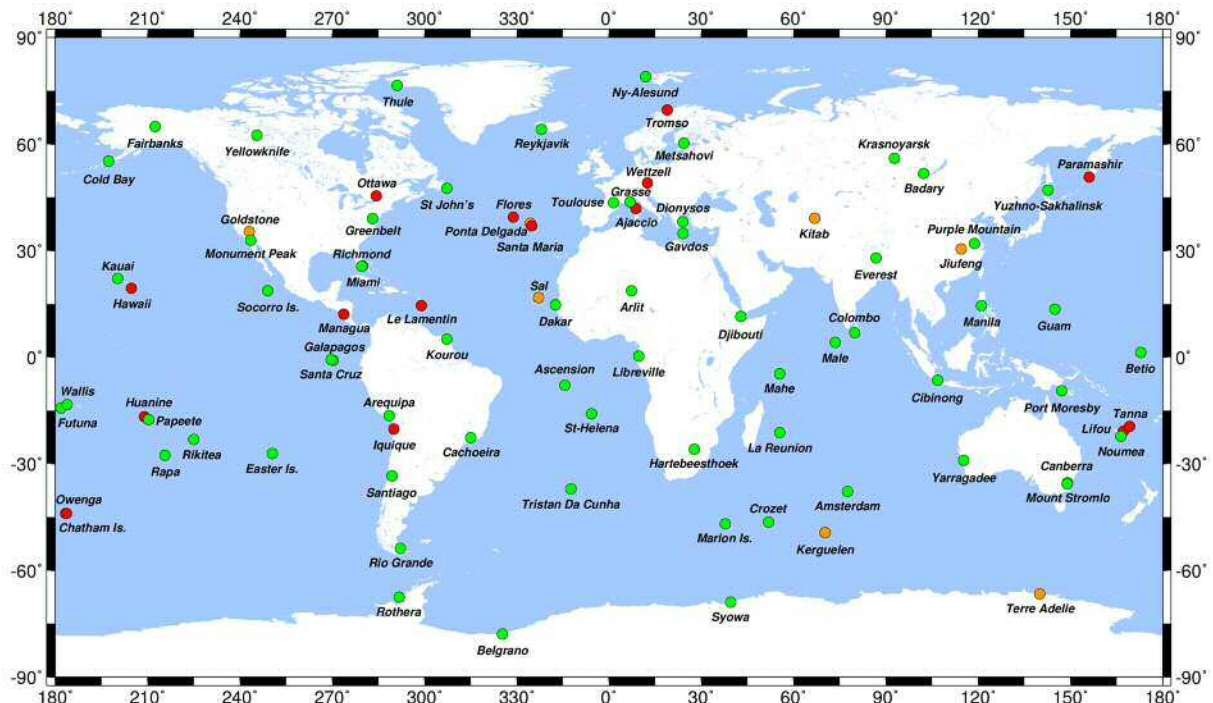 180˚ 210˚ 240˚ 270˚ 300˚ 330˚ 0˚ 30˚ 60˚ 90˚ 120˚ 150˚ 180˚
90˚ 90˚
Ny-Alesund
Thule
Tromso
Fairbanks
Reykjavik
Krasnoyarsk
60˚ 60˚
Yellowknife
Metsahovi
Wettzell
Paramashir
Cold Bay
Ottawa
Badary
Grasse
St John's
Flores
Toulouse
Dionysos
Yuzhno-Sakhalinsk
Goldstone
Greenbelt
Ponta Delgada
Ajaccio
Purple Mountain
Kitab
Santa Maria
Gavdos
Monument Peak
Richmond
Jiufeng
30˚ 30˚
Kauai
Everest
Miami
Sal
Hawaii
Socorro Is.
Arlit
Le Lamentin
Dakar
Colombo
Manila
Guam
Managua
Djibouti
Galapagos
Kourou
Male
0˚ 0˚
Santa Cruz
Ascension
Libreville
Betio
Wallis
Mahe
Cibinong
Huanine
Arequipa
Port Moresby
Tanna
Futuna
Papeete
St-Helena
Lifou
Iquique
La Reunion
Noumea
Rikitea
Cachoeira
Hartebeesthoek
Canberra
-30˚ -30˚
Rapa
Easter Is.
Yarragadee
Santiago
Mount Stromlo
Owenga
Tristan Da Cunha
Amsterdam
Crozet
Chatham Is.
Marion Is.
Kerguelen
Rio Grande
-60˚ -60˚
Rothera
Syowa
Terre Adelie
Belgrano
-90˚ -90˚
180˚ 210˚ 240˚ 270˚ 300˚ 330˚ 0˚ 30˚ 60˚ 90˚ 120˚ 150˚ 180˚